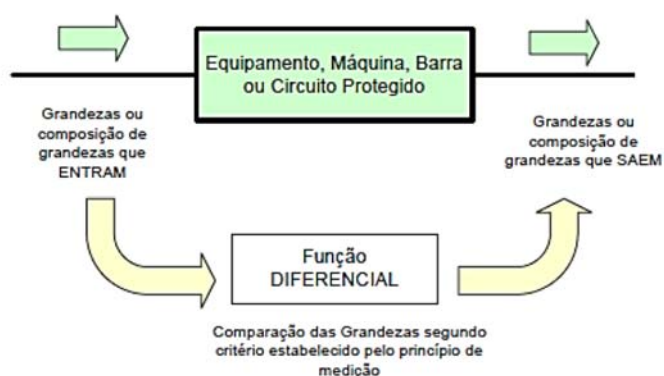 Equipamento, Máquina, Barra
ou Circuito Protegido
Grandezas ou
composição de
grandezas que
ENTRAM
Grandezas ou
composição de
grandezas que SAEM
Função
DIFERENCIAL
Comparação das Grandezas segundo
critério estabelecido pelo princípio de
medição